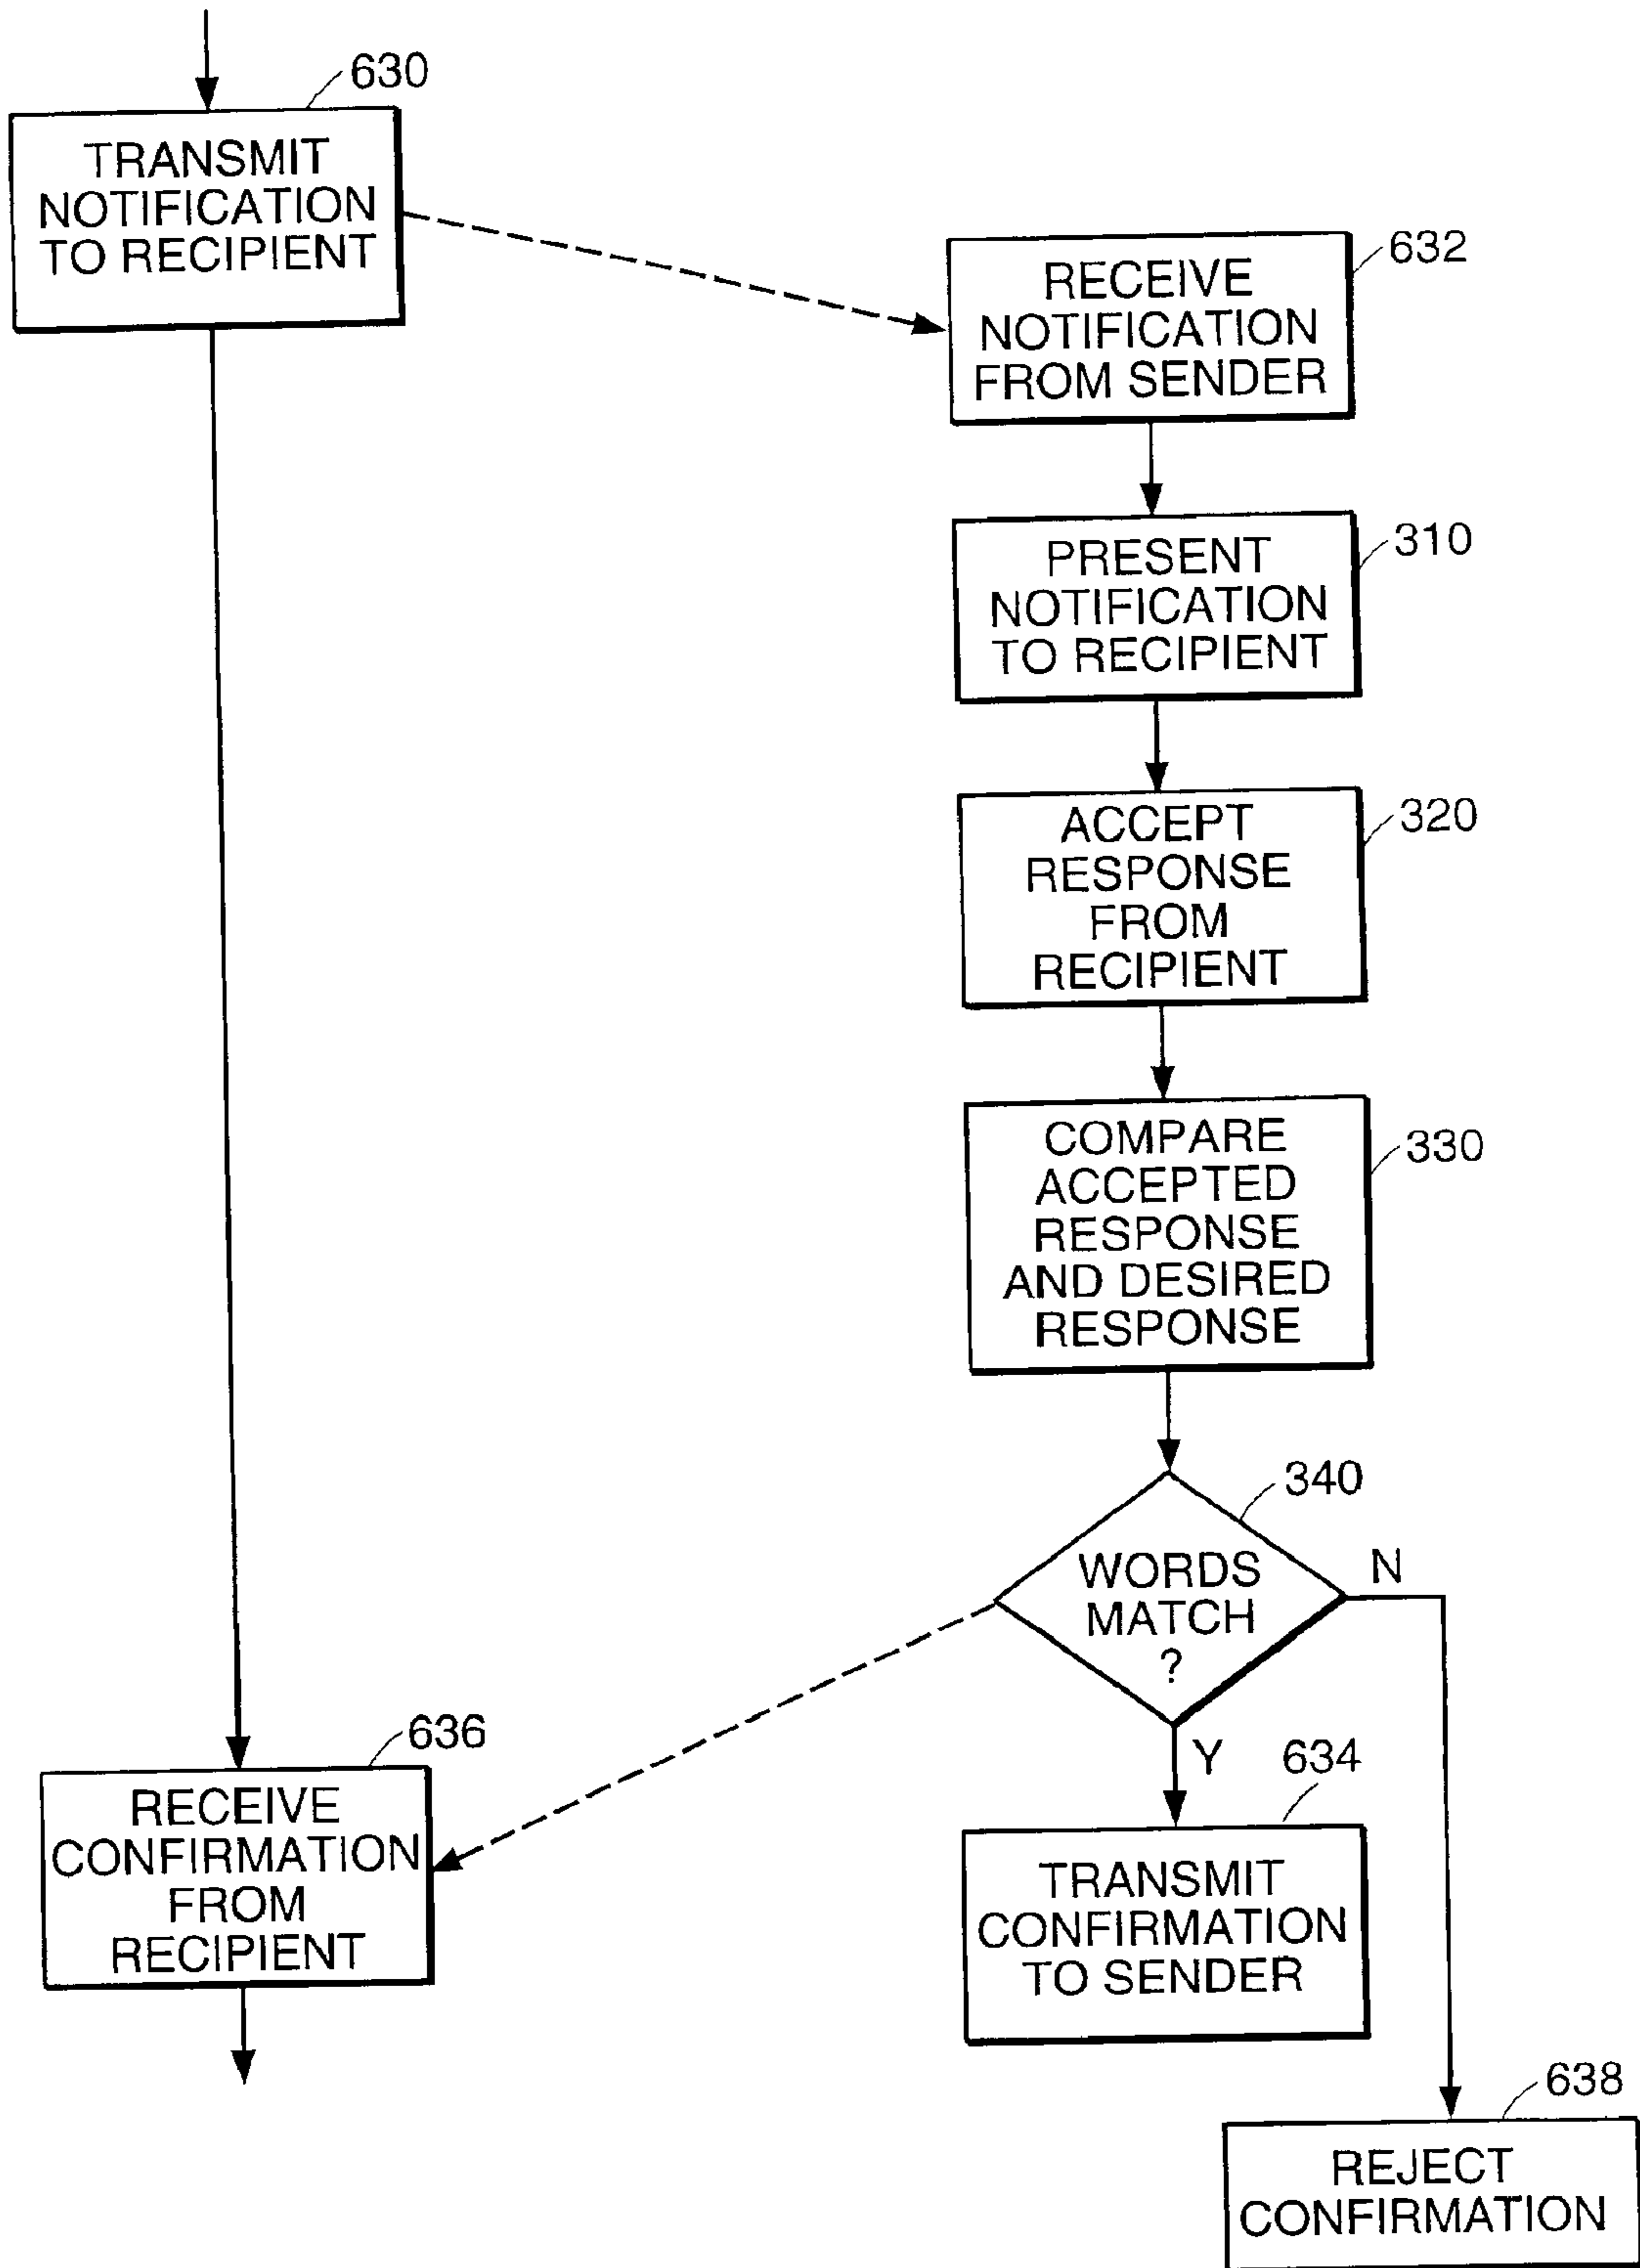 630
TRANSMIT
NOTIFICATION
TO RECIPIENT
632
RECEIVE
NOTIFICATION
FROM SENDER
310
PRESENT
NOTIFICATION
TO RECIPIENT
320
ACCEPT
RESPONSE
FROM
RECIPIENT
330
COMPARE
ACCEPTED
RESPONSE
AND DESIRED
RESPONSE
340
WORDS
MATCH
?
N
Y
636
RECEIVE
CONFIRMATION
FROM
RECIPIENT
634
TRANSMIT
CONFIRMATION
TO SENDER
638
REJECT
CONFIRMATION